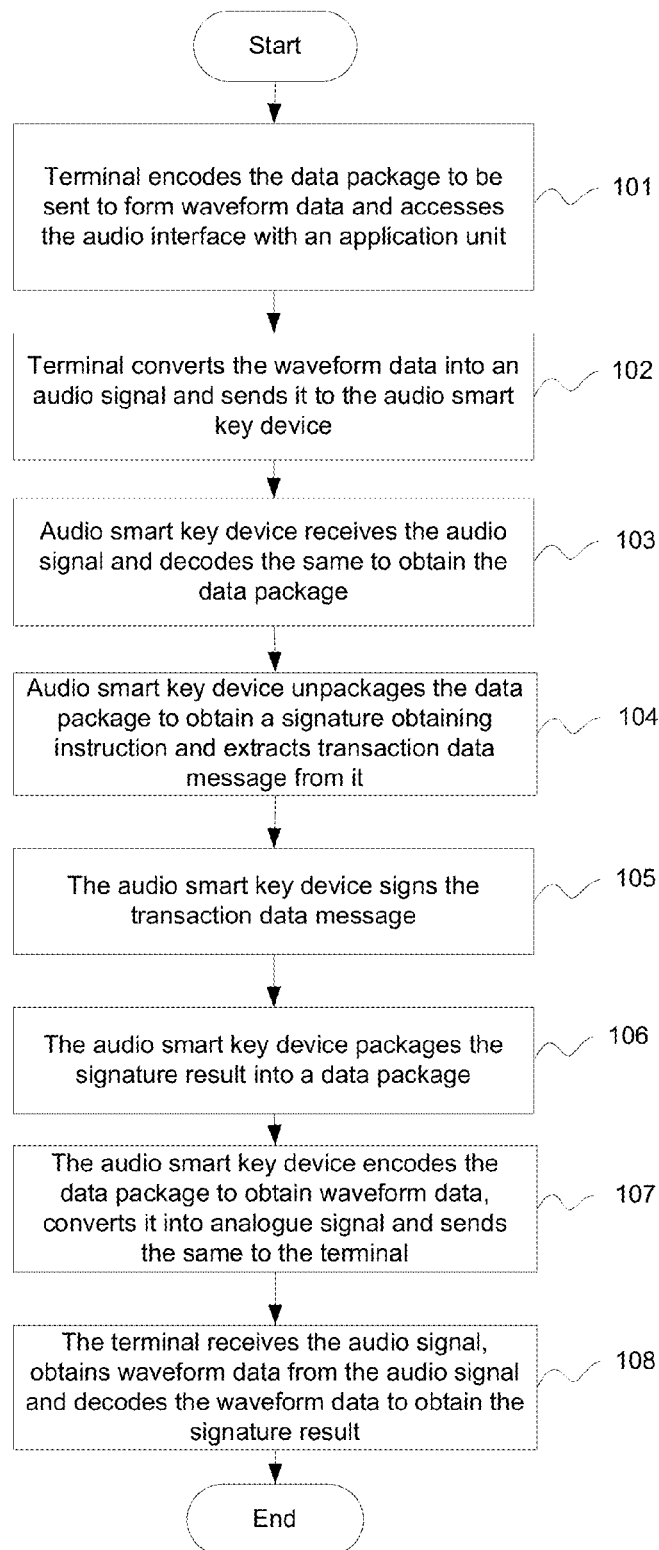 Start
Terminal encodes the data package to be
sent to form waveform data and accesses
the audio interface with an application unit
101
Terminal converts the waveform data into an
audio signal and sends it to the audio smart
key device
102
Audio smart key device receives the audio
signal and decodes the same to obtain the
data package
103
Audio smart key device unpackages the data
package to obtain a signature obtaining
instruction and extracts transaction data
message from it
104
The audio smart key device signs the
transaction data message
105
The audio smart key device packages the
signature result into a data package
106
The audio smart key device encodes the
data package to obtain waveform data,
converts it into analogue signal and sends
the same to the terminal
107
The terminal receives the audio signal,
obtains waveform data from the audio signal
and decodes the waveform data to obtain the
signature result
108
End